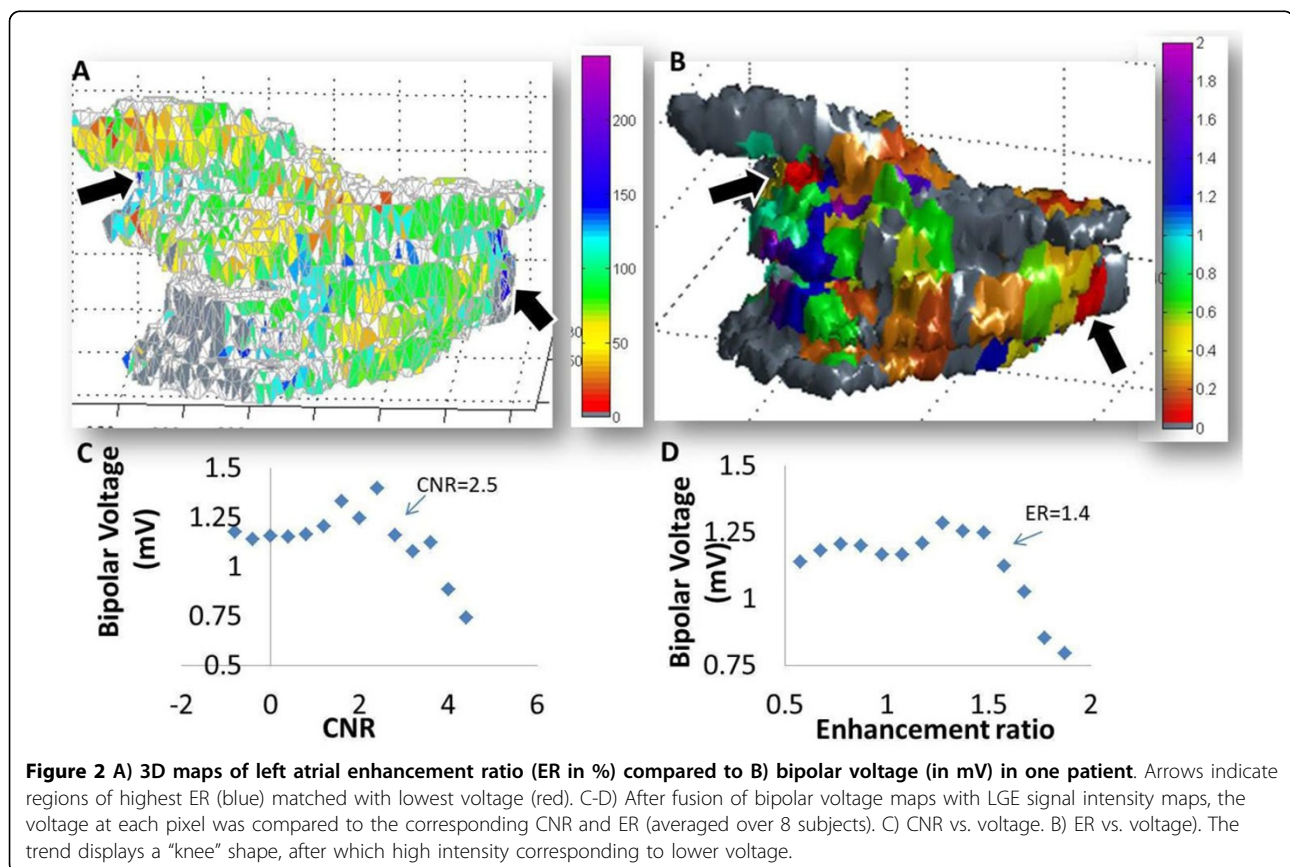 A
200
150
100
50
0
80
50
B
2
1.8
1.6
1.4
1.2
1
0.8
0.6
0.4
0.2
0
C
Bipolar Voltage
(mV)
1.5
1.25
1
0.75
0.5
CNR=2.5
-2 0 2 4 6
CNR
D
Bipolar Voltage
(mV)
1.5
1.25
1
0.75
ER=1.4
0.5 1 1.5 2
Enhancement ratio
Figure 2 A) 3D maps of left atrial enhancement ratio (ER in %) compared to B) bipolar voltage (in mV) in one patient. Arrows indicate
regions of highest ER (blue) matched with lowest voltage (red). C-D) After fusion of bipolar voltage maps with LGE signal intensity maps, the
voltage at each pixel was compared to the corresponding CNR and ER (averaged over 8 subjects). C) CNR vs. voltage. B) ER vs. voltage). The
trend displays a “knee” shape, after which high intensity corresponding to lower voltage.